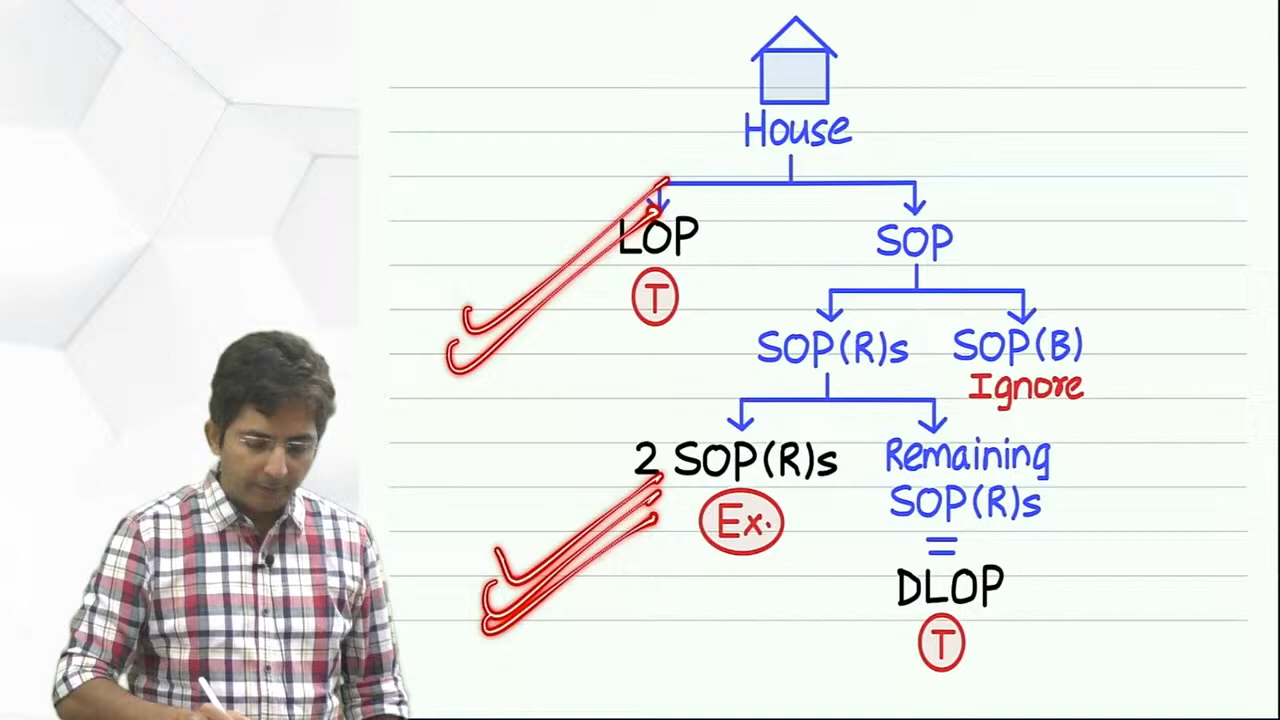 House
LOP
SOP
T
SOP(R)s
SOP(B)
Ignore
2 SOP(R)s
Remaining
SOP(R)s
Ex.
=
DLOP
T